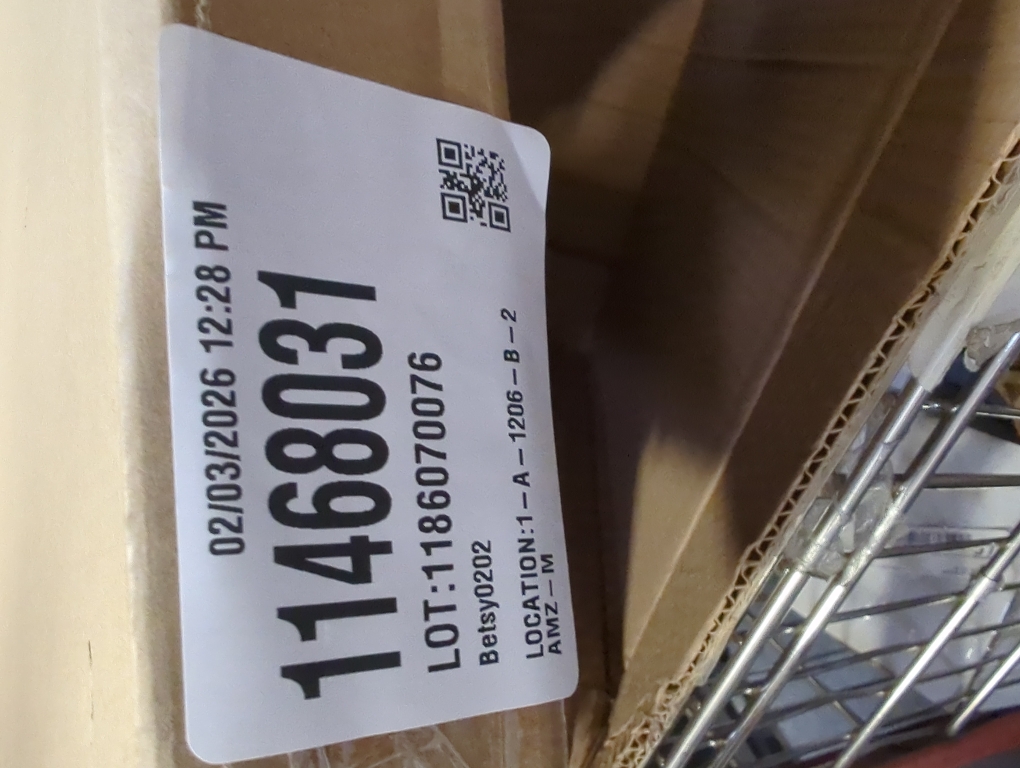 02/03/2026 12:28 PM
11468031
LOT:1186070076
Betsy0202
LOCATION:1-A-1206-B-2
AMZ-M